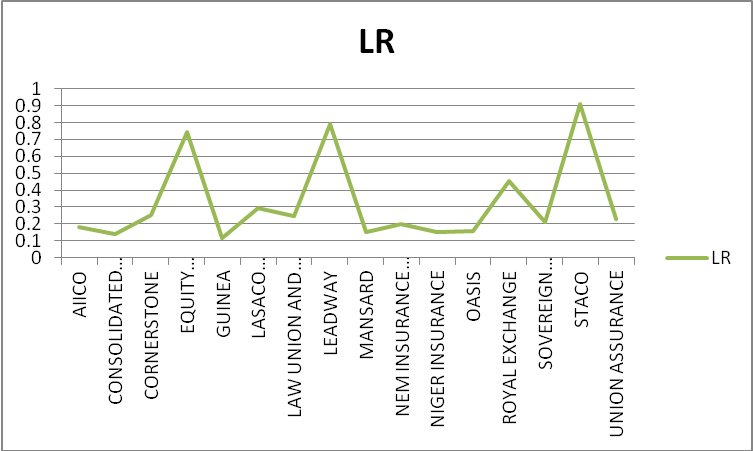 LR
1
0.9
0.8
0.7
0.6
0.5
0.4
0.3
0.2
0.1
0
AIICO
CONSOLIDATED...
CORNERSTONE
EQUITY...
GUINEA
LASACO...
LAW UNION AND...
LEADWAY
MANSARD
NEM INSURANCE...
NIGER INSURANCE
OASIS
ROYAL EXCHANGE
SOVEREIGN...
STACO
UNION ASSURANCE
LR